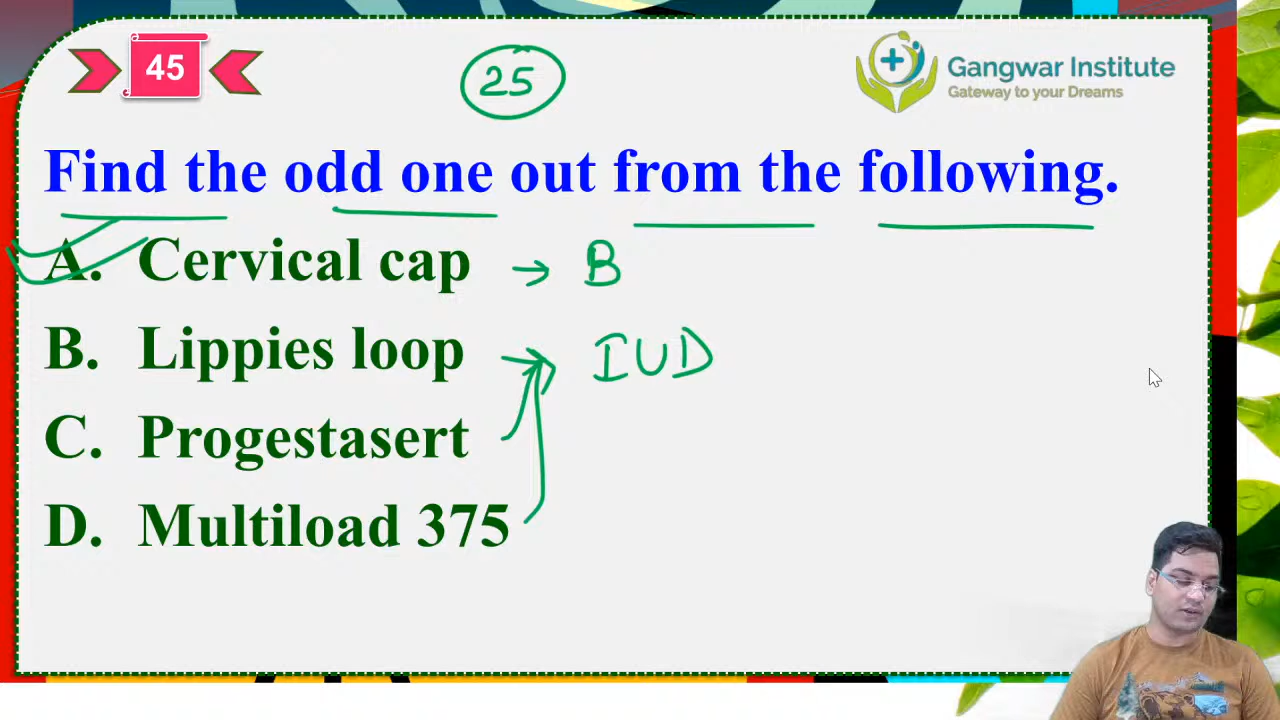 45
25
Gangwar Institute
Gateway to your Dreams
Find the odd one out from the following.
A. Cervical cap → B
B. Lippies loop → IUD
C. Progestasert
D. Multiload 375